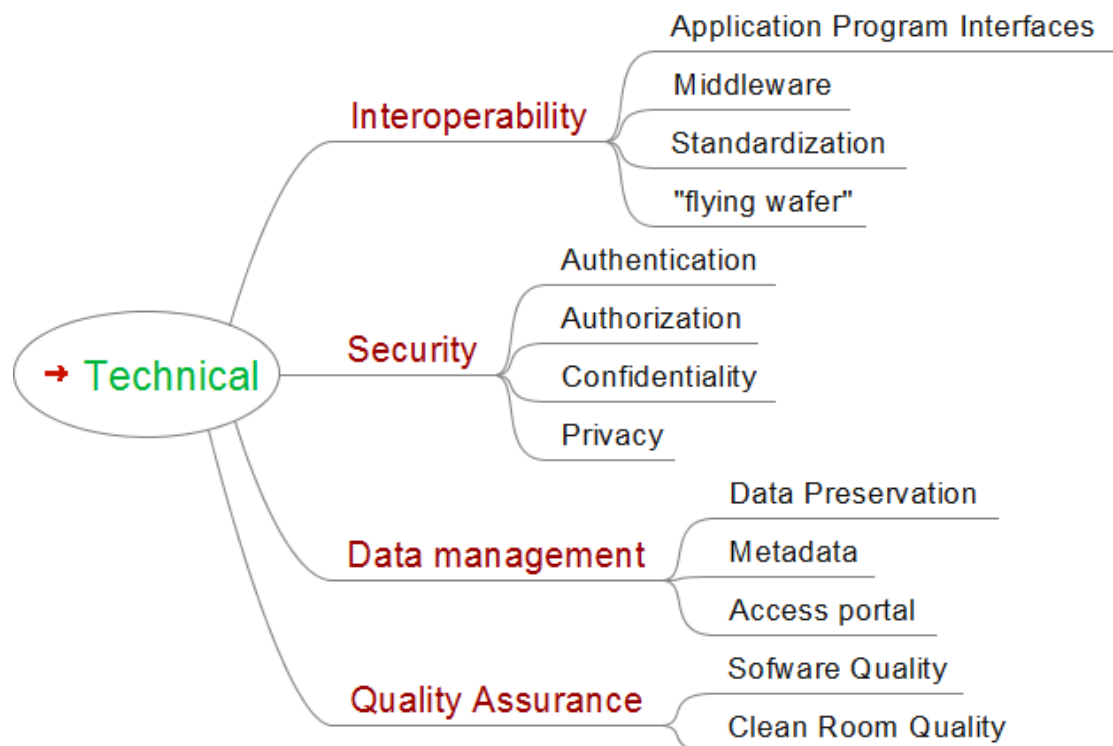 Technical
Interoperability
Application Program Interfaces
Middleware
Standardization
"flying wafer"
Security
Authentication
Authorization
Confidentiality
Privacy
Data management
Data Preservation
Metadata
Access portal
Quality Assurance
Sofware Quality
Clean Room Quality